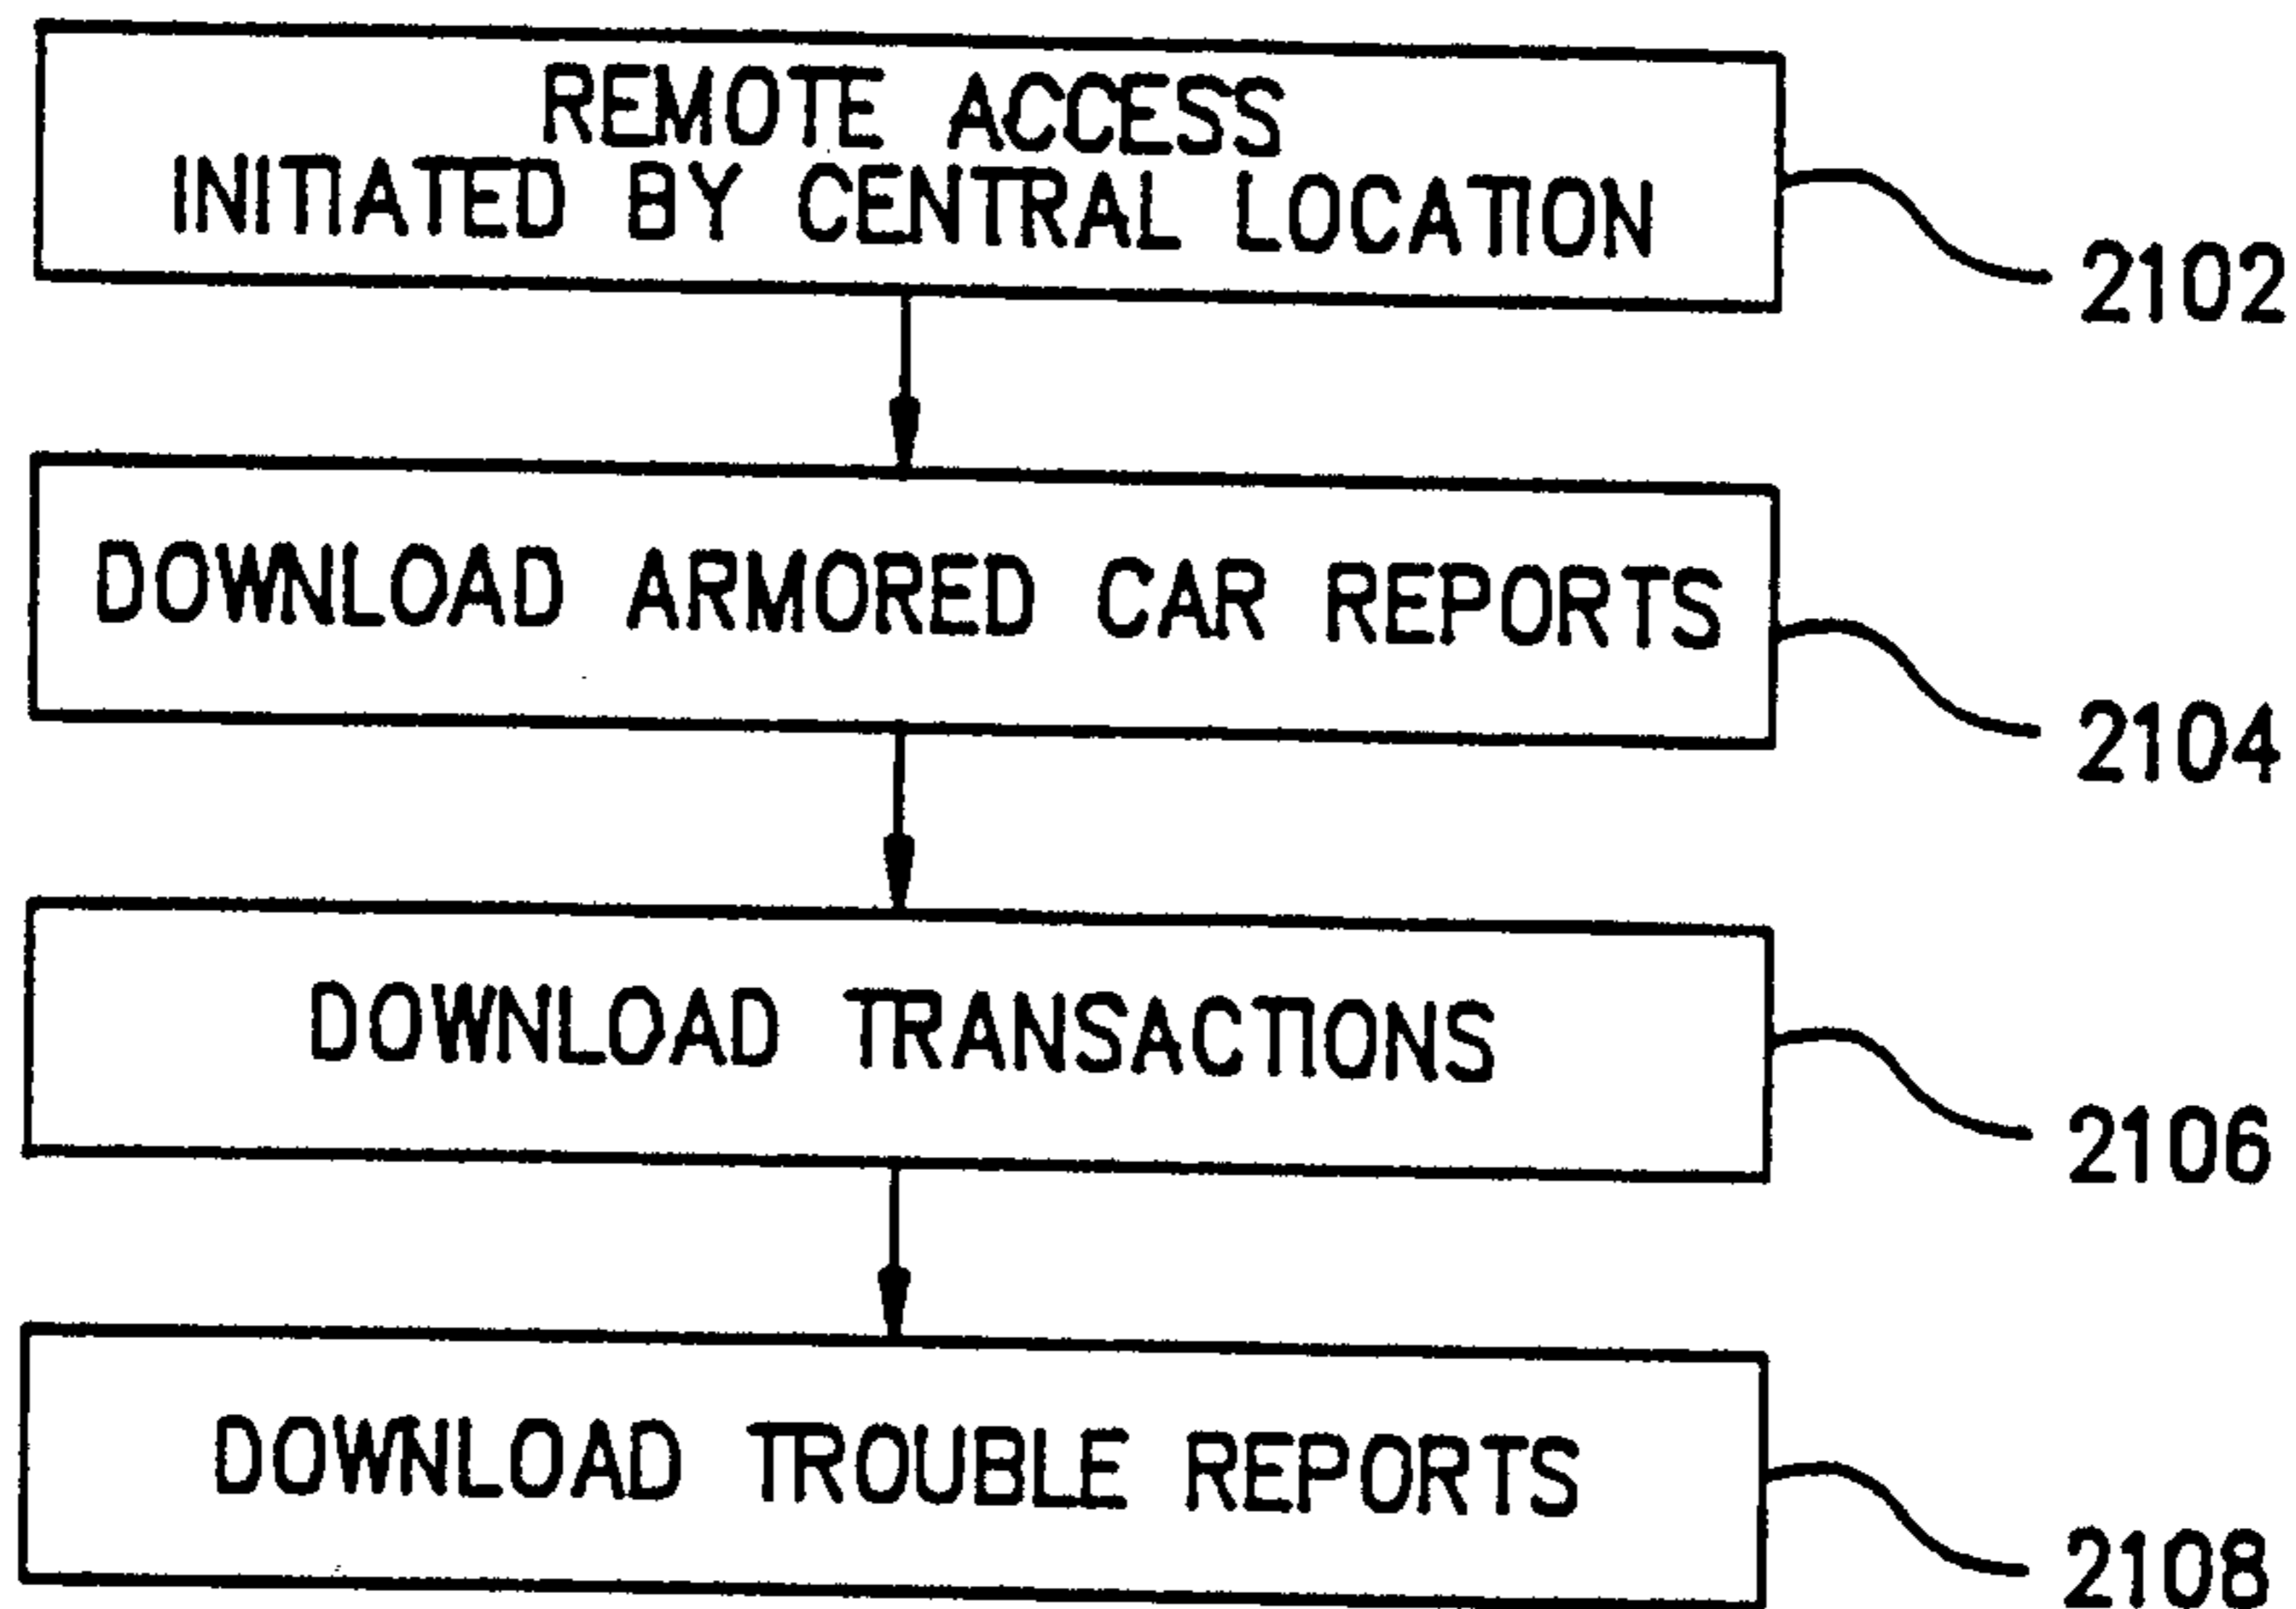 REMOTE ACCESS
INITIATED BY CENTRAL LOCATION
2102
DOWNLOAD ARMORED CAR REPORTS
2104
DOWNLOAD TRANSACTIONS
2106
DOWNLOAD TROUBLE REPORTS
2108